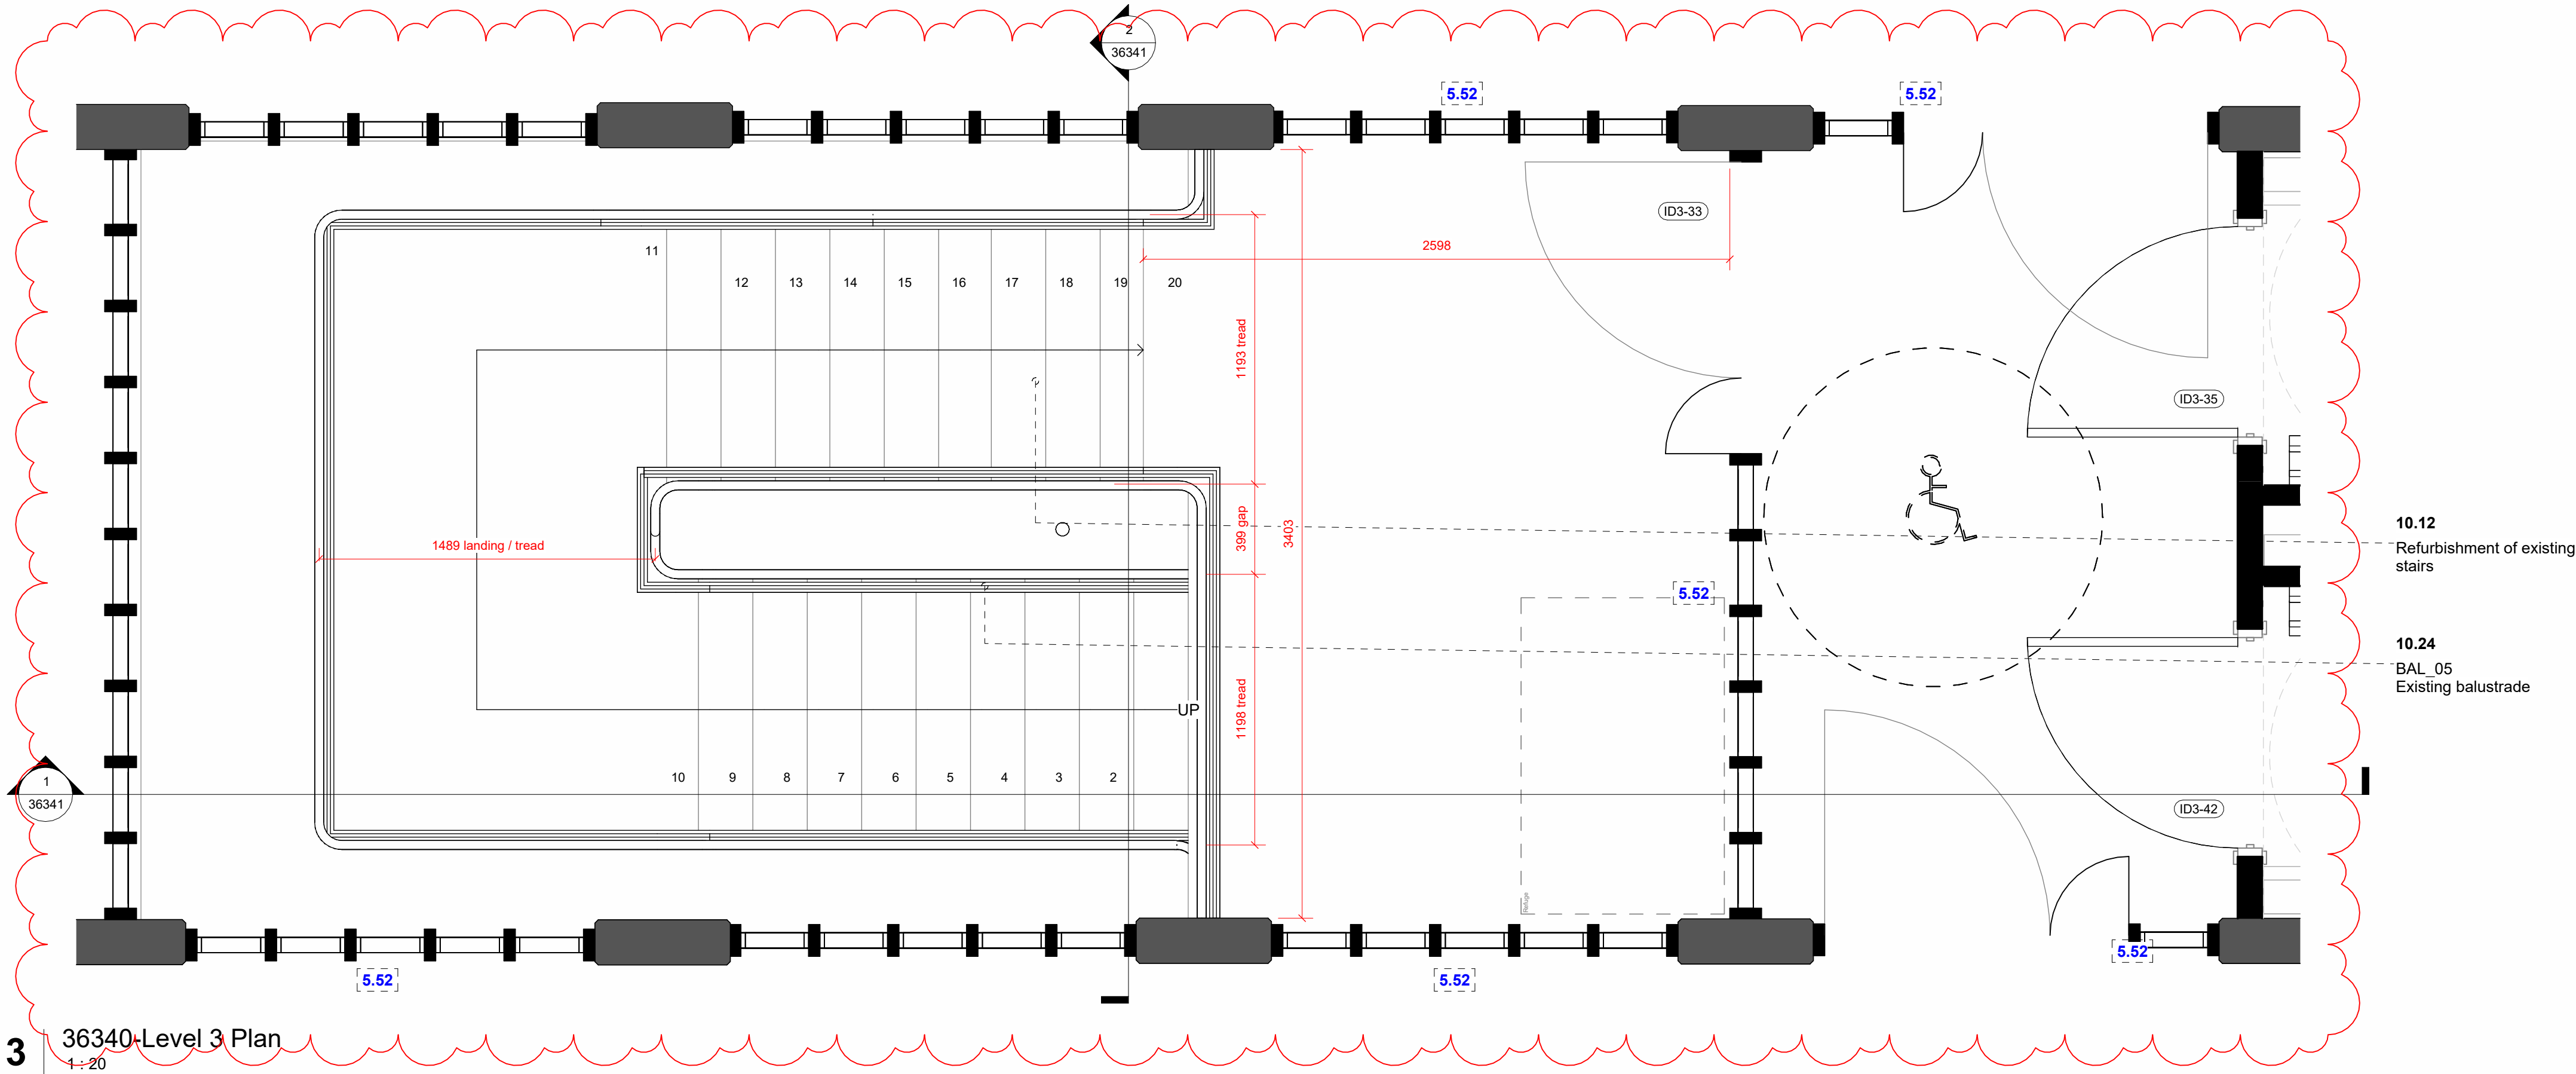 2
36341
5.52
5.52
ID3-33
11
2598
12 13 14 15 16 17 18 19 20
1193 tread
ID3-35
399 gap
3403
1489 landing / tread
10.12
Refurbishment of existing
stairs
5.52
10.24
BAL_05
Existing balustrade
UP
1198 tread
10 9 8 7 6 5 4 3 2
1
36341
ID3-42
Refuge
5.52
5.52
5.52
3
36340-Level 3 Plan
1 : 20